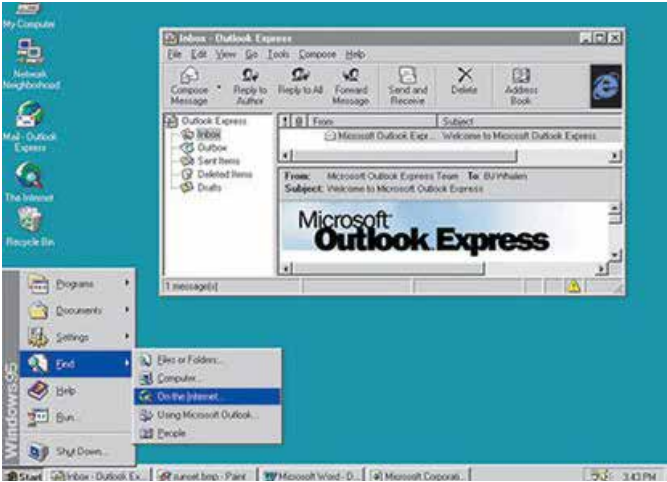 My Computer
Network
Neighborhood
Mail - Outlook
Express
The Internet
Recycle Bin
Inbox - Outlook Express
File Edit View Go Tools Compose Help
Compose Message
Reply to Author
Reply to All
Forward Message
Send and Receive
Delete
Address Book
Outlook Express
Inbox
Outbox
Sent Items
Deleted Items
Drafts
From Subject
Microsoft Outlook Expr... Welcome to Microsoft Outlook Express
From: Microsoft Outlook Express Team To: BJ Whalen
Subject: Welcome to Microsoft Outlook Express
Microsoft
Outlook Express
1 message(s)
Windows 95
Programs
Documents
Settings
Find
Help
Run...
Shut Down...
Files or Folders...
Computer...
On the Internet...
Using Microsoft Outlook...
People
Start Inbox - Outlook Ex... sunset.bmp - Paint Microsoft Word - D... Microsoft Corporati... 3:43 PM